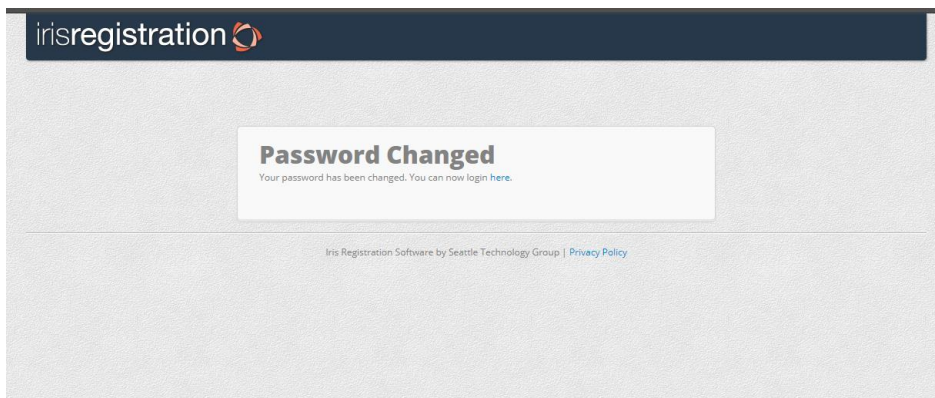 irisregistration
Password Changed
Your password has been changed. You can now login here.
Iris Registration Software by Seattle Technology Group | Privacy Policy